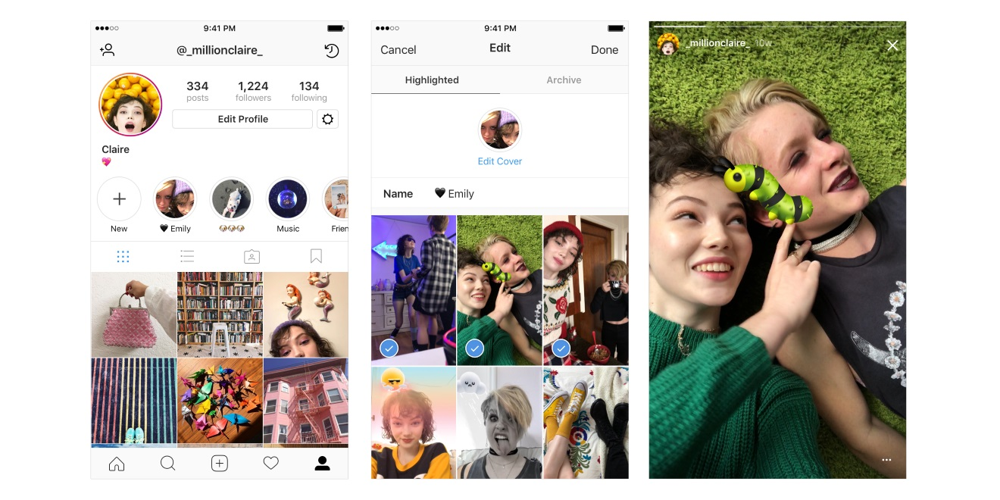 9:41 PM
@_millionclaire_
334
1,224
134
posts
followers
following
Edit Profile
Claire
💖
New
🖤 Emily
🐶🐶🐶
Music
Frien
9:41 PM
Cancel
Edit
Done
Highlighted
Archive
Edit Cover
Name
🖤 Emily
_millionclaire_ 10w